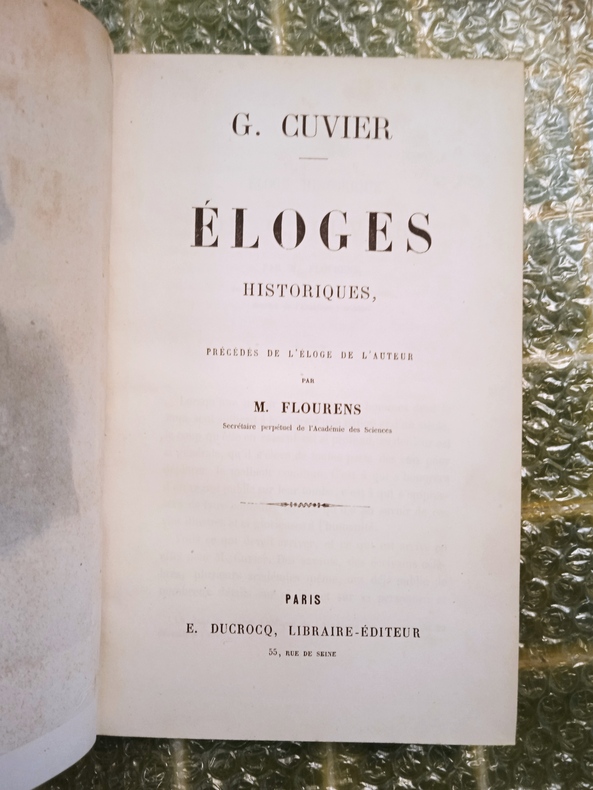 G. CUVIER
ÉLOGES
HISTORIQUES,
PRÉCÉDÉS DE L'ÉLOGE DE L'AUTEUR
PAR
M. FLOURENS
Secrétaire perpétuel de l'Académie des Sciences
PARIS
E. DUCROCQ, LIBRAIRE-ÉDITEUR
55, RUE DE SEINE